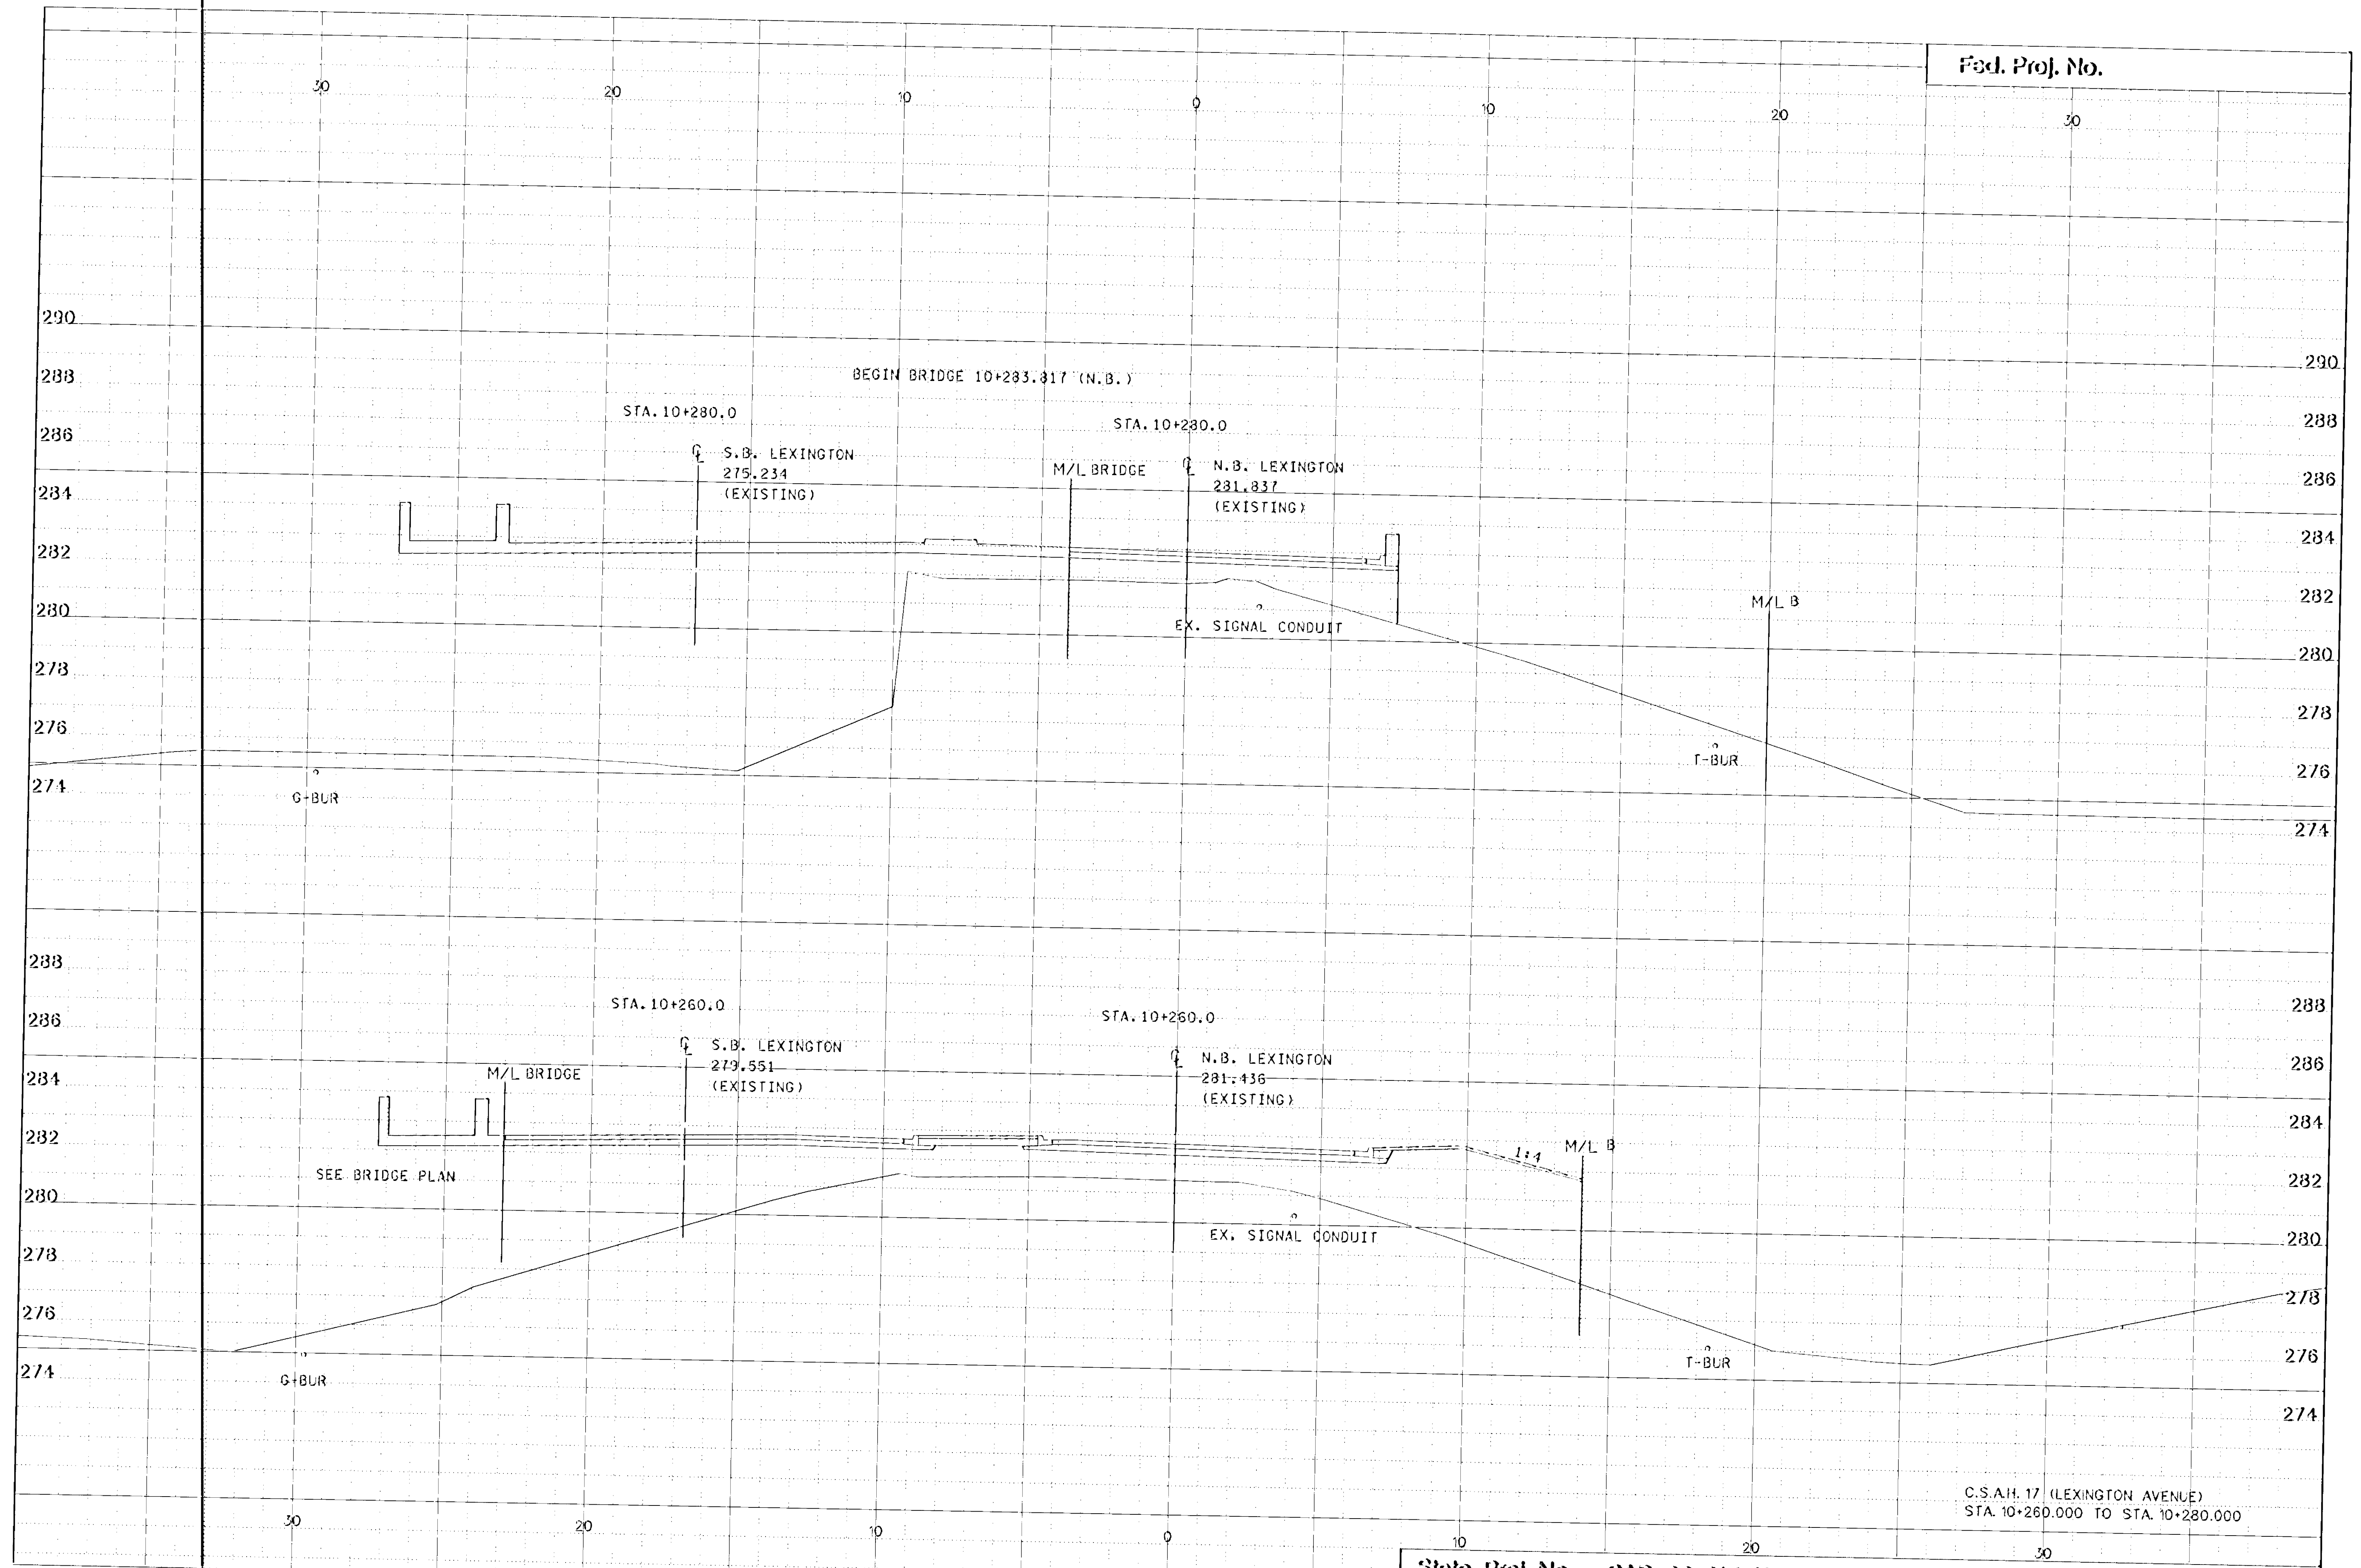 Fed. Proj. No.
30 20 10 0 10 20 30
290 290
288 BEGIN BRIDGE 10+283.817 (N.B.) 288
STA. 10+280.0 STA. 10+280.0
286 286
℄ S.B. LEXINGTON
275.234
(EXISTING)
M/L BRIDGE
℄ N.B. LEXINGTON
281.837
(EXISTING)
284 284
282 282
M/L B
280 280
EX. SIGNAL CONDUIT
278 278
276 276
T-BUR
274 274
G-BUR
288 288
STA. 10+260.0 STA. 10+260.0
286 286
M/L BRIDGE
℄ S.B. LEXINGTON
279.551
(EXISTING)
℄ N.B. LEXINGTON
281.436
(EXISTING)
284 284
282 282
1:4
M/L B
SEE BRIDGE PLAN
280 280
EX. SIGNAL CONDUIT
278 278
276 276
T-BUR
274 274
G-BUR
C.S.A.H. 17 (LEXINGTON AVENUE)
STA. 10+260.000 TO STA. 10+280.000
30 20 10 0 10 20 30
State Proj. No.